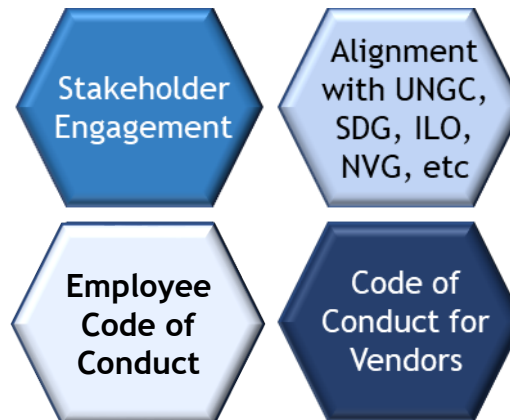 Stakeholder
Engagement
Alignment
with UNGC,
SDG, ILO,
NVG, etc
Employee
Code of
Conduct
Code of
Conduct for
Vendors